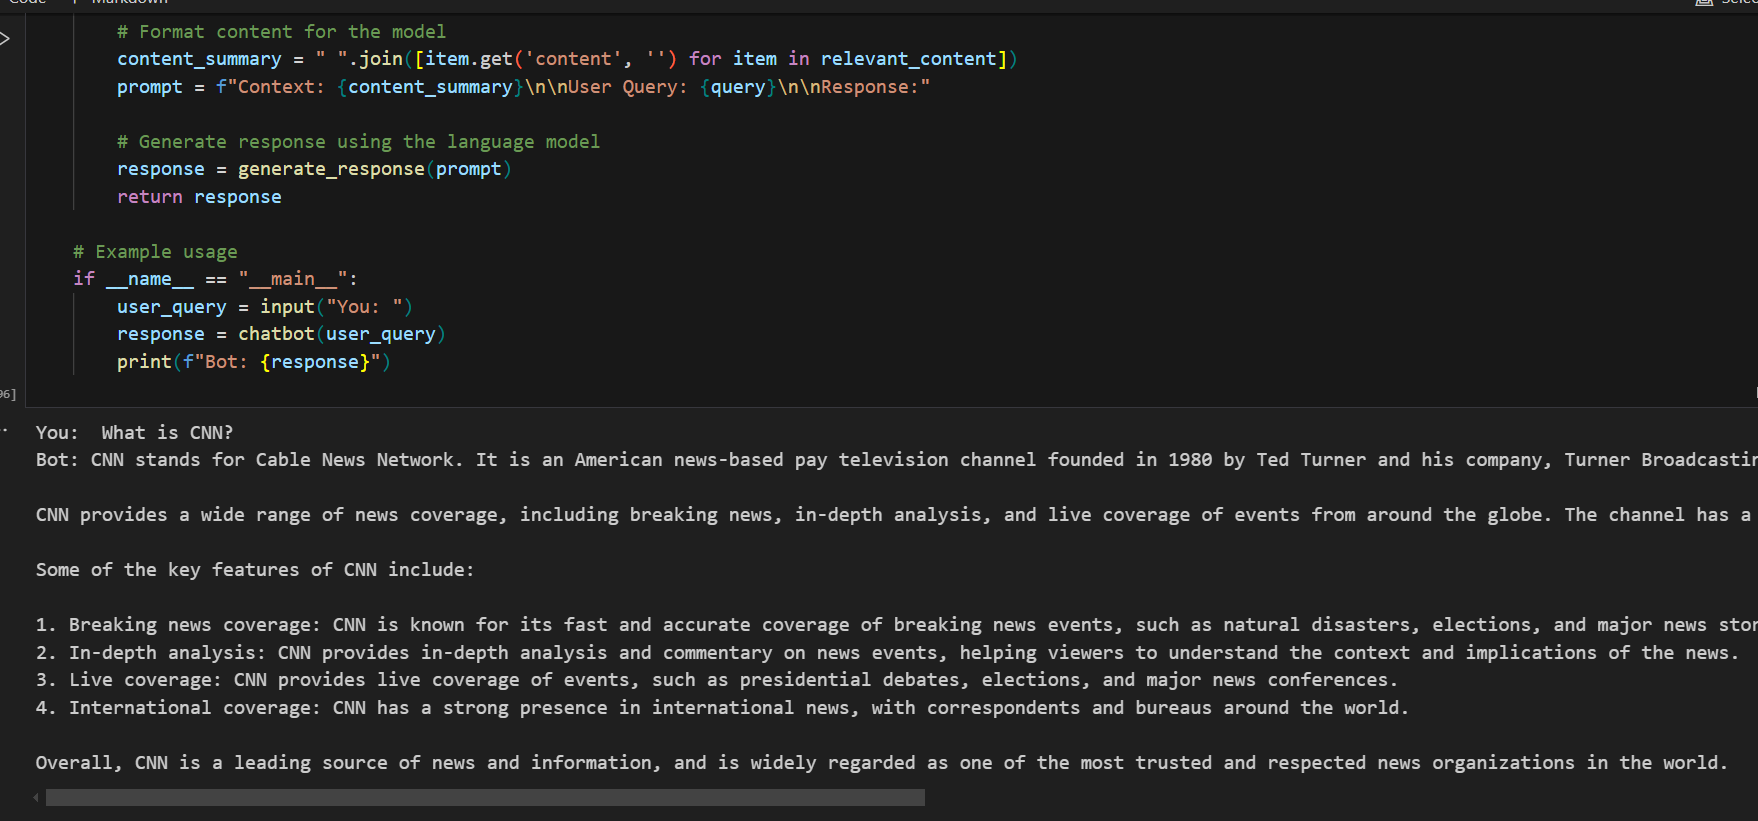 Code + Markdown Selec
# Format content for the model
content_summary = " ".join([item.get('content', '') for item in relevant_content])
prompt = f"Context: {content_summary}\n\nUser Query: {query}\n\nResponse:"
# Generate response using the language model
response = generate_response(prompt)
return response
# Example usage
if __name__ == "__main__":
user_query = input("You: ")
response = chatbot(user_query)
print(f"Bot: {response}")
96]
You:  What is CNN?
Bot: CNN stands for Cable News Network. It is an American news-based pay television channel founded in 1980 by Ted Turner and his company, Turner Broadcastin
CNN provides a wide range of news coverage, including breaking news, in-depth analysis, and live coverage of events from around the globe. The channel has a
Some of the key features of CNN include:
1. Breaking news coverage: CNN is known for its fast and accurate coverage of breaking news events, such as natural disasters, elections, and major news stor
2. In-depth analysis: CNN provides in-depth analysis and commentary on news events, helping viewers to understand the context and implications of the news.
3. Live coverage: CNN provides live coverage of events, such as presidential debates, elections, and major news conferences.
4. International coverage: CNN has a strong presence in international news, with correspondents and bureaus around the world.
Overall, CNN is a leading source of news and information, and is widely regarded as one of the most trusted and respected news organizations in the world.